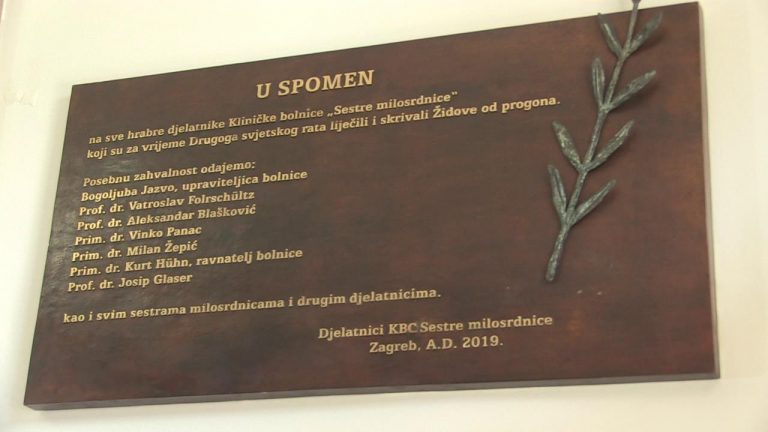 U SPOMEN
na sve hrabre djelatnike Kliničke bolnice „Sestre milosrdnice”
koji su za vrijeme Drugoga svjetskog rata liječili i skrivali Židove od progona.
Posebnu zahvalnost odajemo:
Bogoljuba Jazvo, upraviteljica bolnice
Prof. dr. Vatroslav Folrschültz
Prof. dr. Aleksandar Blašković
Prim. dr. Vinko Panac
Prim. dr. Milan Žepić
Prim. dr. Kurt Hühn, ravnatelj bolnice
Prof. dr. Josip Glaser
kao i svim sestrama milosrdnicama i drugim djelatnicima.
Djelatnici KBC Sestre milosrdnice
Zagreb, A.D. 2019.